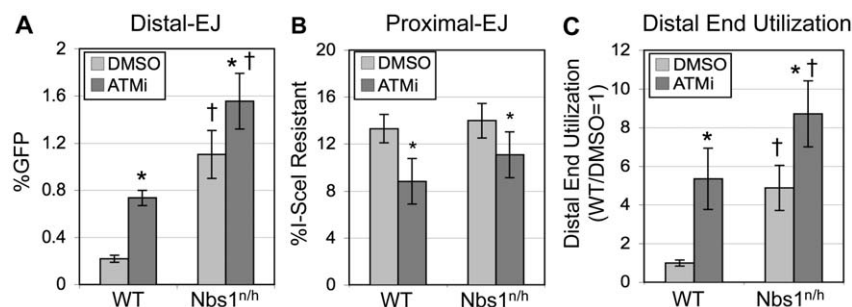 A Distal-EJ
%GFP
2
1.6
1.2
0.8
0.4
0
DMSO
ATMi
*
†
* †
WT Nbs1ⁿ/ʰ
B Proximal-EJ
%I-SceI Resistant
20
16
12
8
4
0
DMSO
ATMi
*
*
WT Nbs1ⁿ/ʰ
C Distal End Utilization
Distal End Utilization
(WT/DMSO=1)
12
10
8
6
4
2
0
DMSO
ATMi
*
†
* †
WT Nbs1ⁿ/ʰ